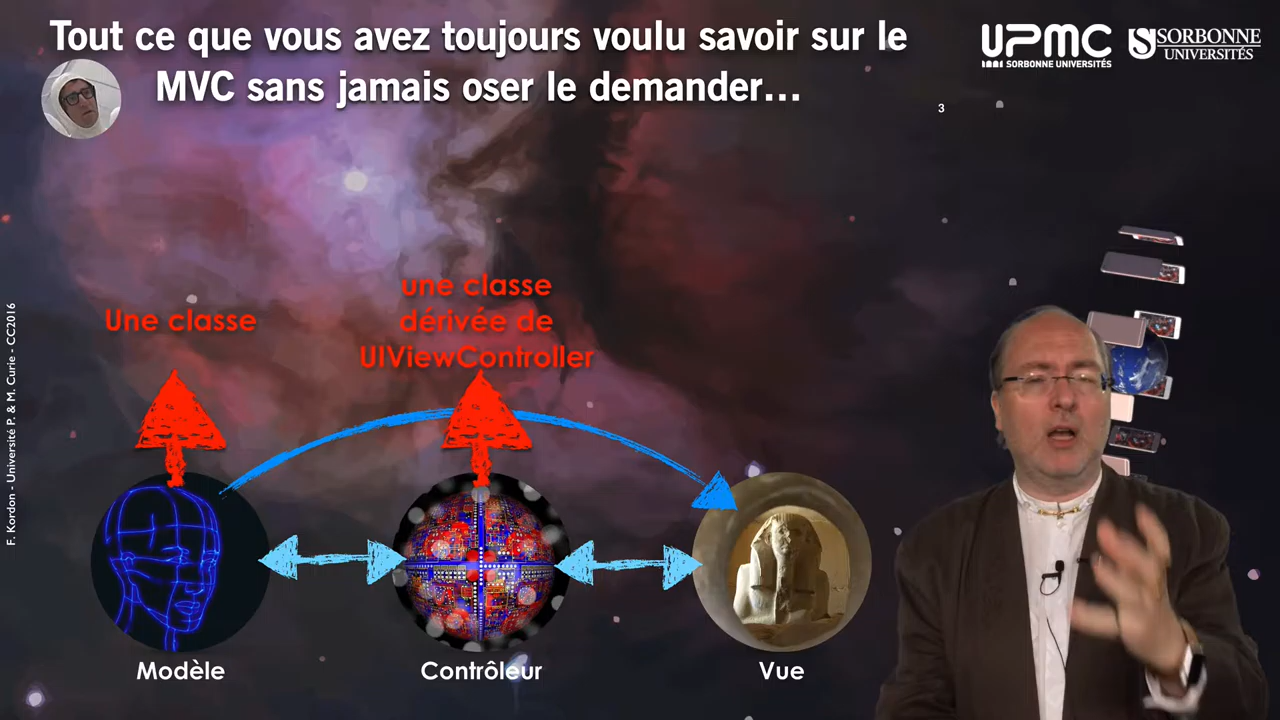 Tout ce que vous avez toujours voulu savoir sur le
MVC sans jamais oser le demander...
UPMC
SORBONNE UNIVERSITÉS
SORBONNE
UNIVERSITÉS
3
Une classe
une classe
dérivée de
UIViewController
Modèle
Contrôleur
Vue
F. Kordon - Université P. & M. Curie - CC2016